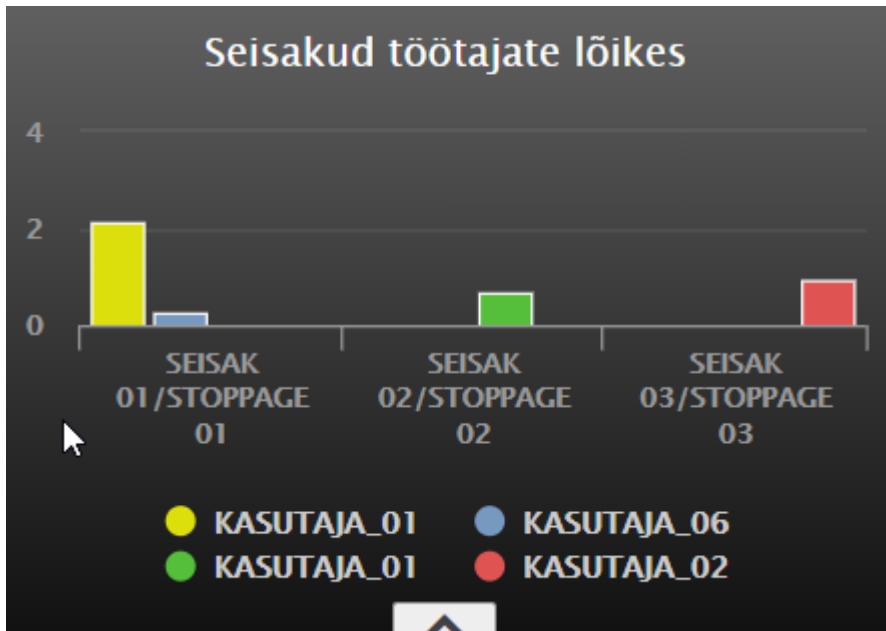 Seisakud töötajate lõikes
4
2
0
SEISAK
01/STOPPAGE
01
SEISAK
02/STOPPAGE
02
SEISAK
03/STOPPAGE
03
KASUTAJA_01
KASUTAJA_06
KASUTAJA_01
KASUTAJA_02